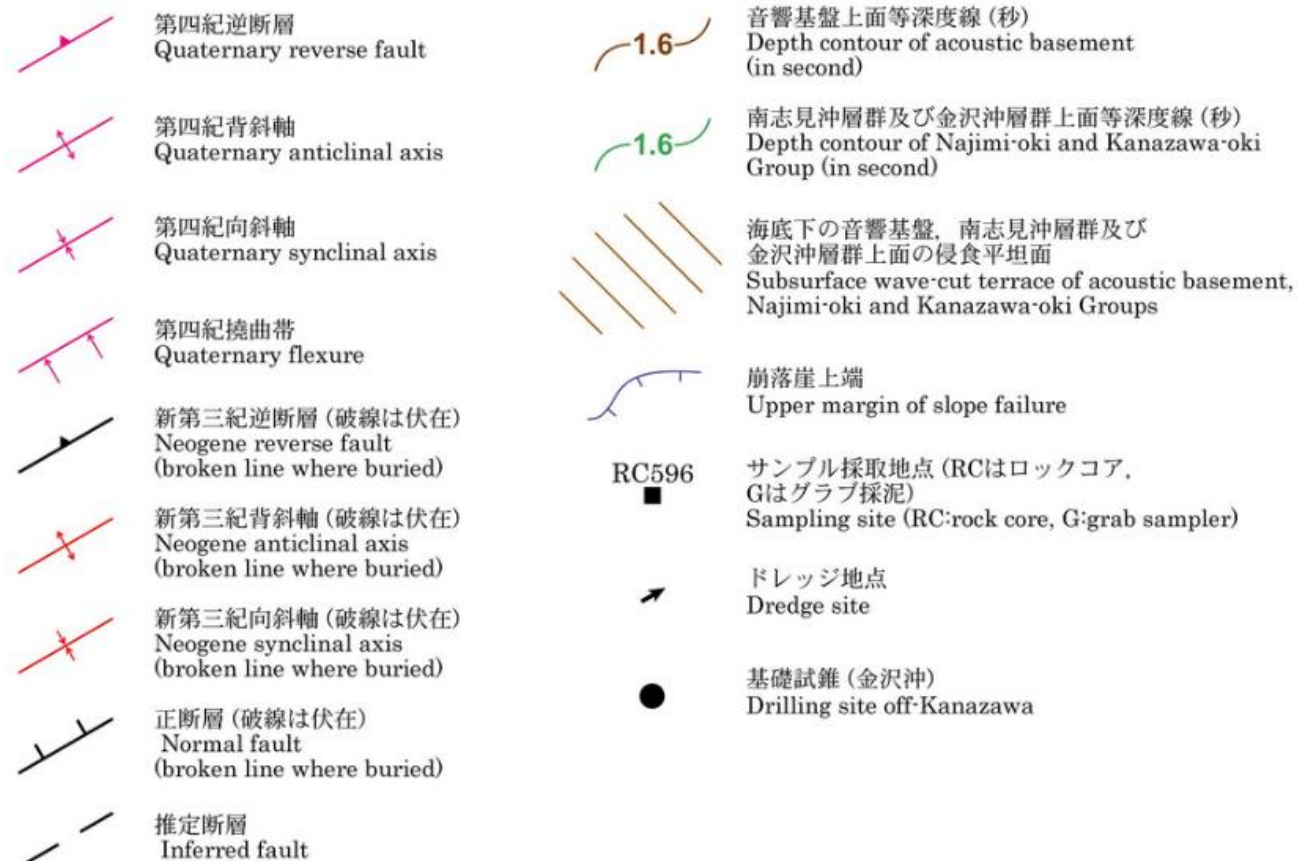 第四紀逆断層
Quaternary reverse fault
第四紀背斜軸
Quaternary anticlinal axis
第四紀向斜軸
Quaternary synclinal axis
第四紀撓曲帯
Quaternary flexure
新第三紀逆断層 (破線は伏在)
Neogene reverse fault
(broken line where buried)
新第三紀背斜軸 (破線は伏在)
Neogene anticlinal axis
(broken line where buried)
新第三紀向斜軸 (破線は伏在)
Neogene synclinal axis
(broken line where buried)
正断層 (破線は伏在)
Normal fault
(broken line where buried)
推定断層
Inferred fault
1.6
音響基盤上面等深度線 (秒)
Depth contour of acoustic basement
(in second)
1.6
南志見沖層群及び金沢沖層群上面等深度線 (秒)
Depth contour of Najimi-oki and Kanazawa-oki
Group (in second)
海底下の音響基盤，南志見沖層群及び
金沢沖層群上面の侵食平坦面
Subsurface wave-cut terrace of acoustic basement,
Najimi-oki and Kanazawa-oki Groups
崩落崖上端
Upper margin of slope failure
RC596
サンプル採取地点 (RCはロックコア，
Gはグラブ採泥)
Sampling site (RC:rock core, G:grab sampler)
ドレッジ地点
Dredge site
基礎試錐 (金沢沖)
Drilling site off-Kanazawa